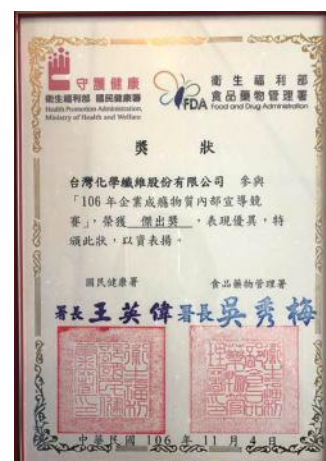 守護健康
衛生福利部 國民健康署
Health Promotion Administration,
Ministry of Health and Welfare
FDA
衛生福利部
食品藥物管理署
Food and Drug Administration
獎 狀
台灣化學纖維股份有限公司 參與
「106 年企業成癮物質內部宣導競
賽」,榮獲 傑出獎 ,表現優異,特
頒此狀,以資表揚。
國民健康署
食品藥物管理署
署長 王英偉
署長 吳秀梅
中華民國 106 年 11 月 4 日